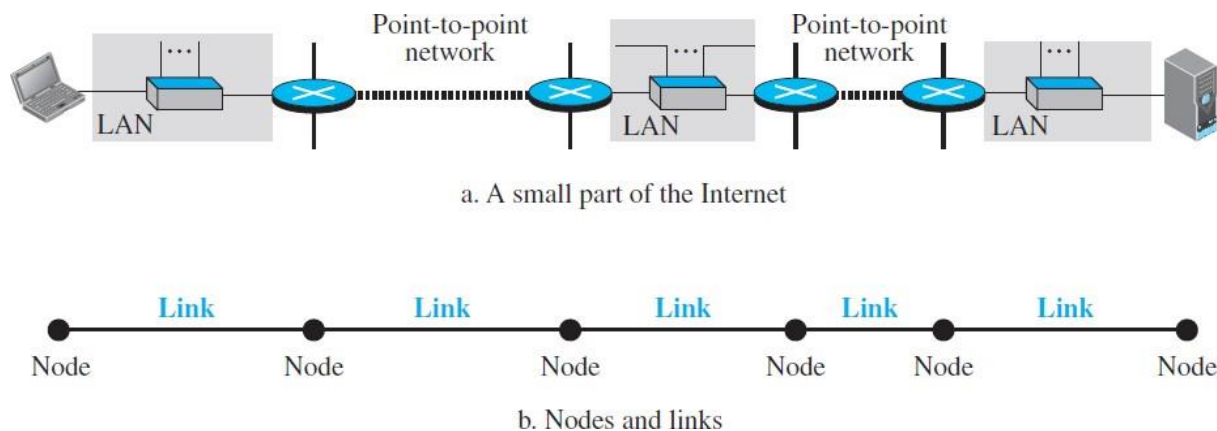 Point-to-point
network
Point-to-point
network
...
...
...
LAN
LAN
LAN
a. A small part of the Internet
Link Link Link Link Link
Node Node Node Node Node Node
b. Nodes and links